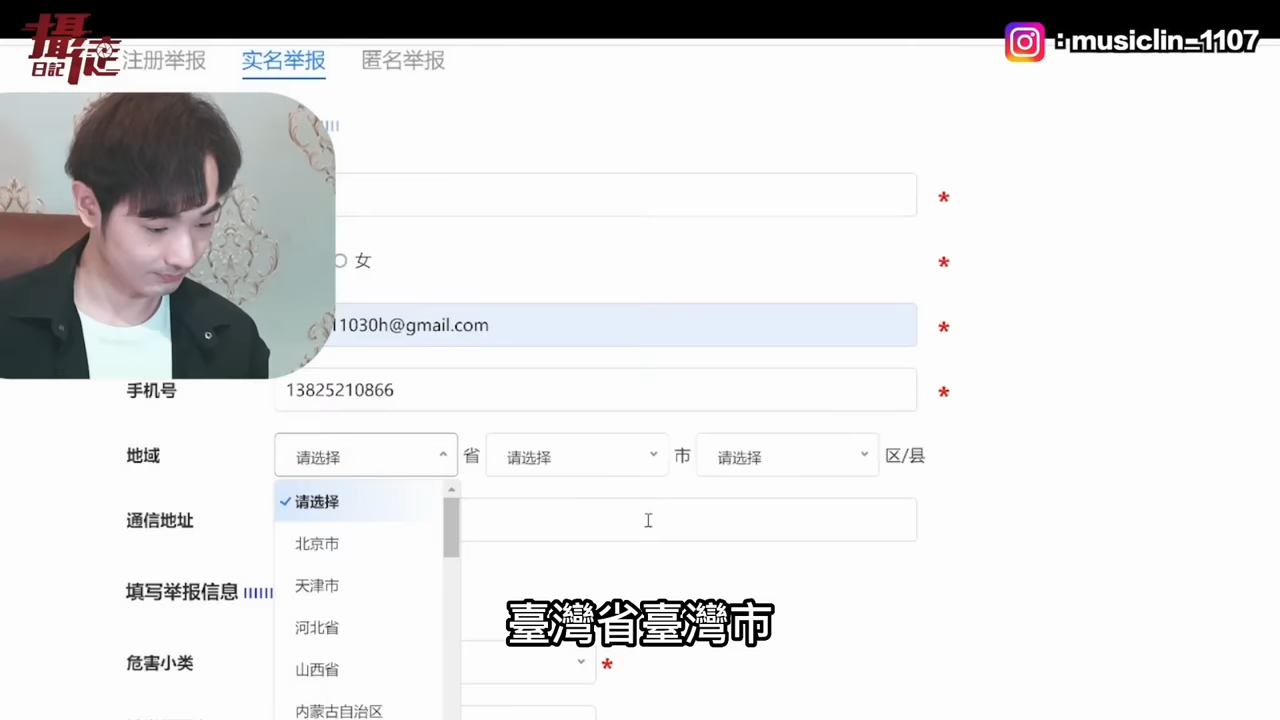 攝徒日記
:musiclin_1107
注册举报 实名举报 匿名举报
*
女 *
11030h@gmail.com *
手机号 13825210866 *
地域 请选择 省 请选择 市 请选择 区/县
请选择
通信地址
北京市
天津市
填写举报信息
河北省
臺灣省臺灣市
危害小类 *
山西省
内蒙古自治区